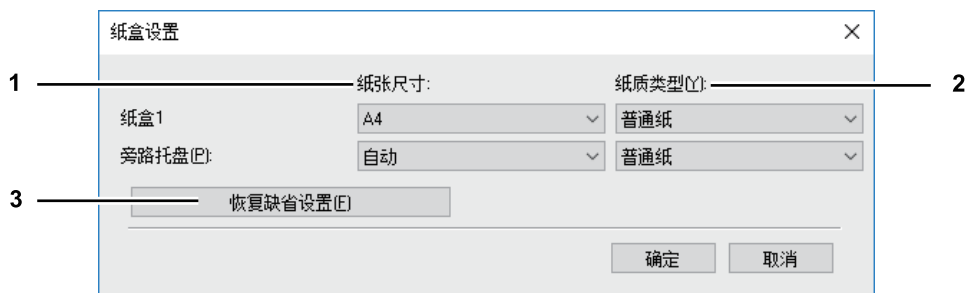 纸盒设置
1 纸张尺寸: 纸质类型(Y): 2
纸盒1 A4 普通纸
旁路托盘(P): 自动 普通纸
3 恢复缺省设置(F)
确定 取消